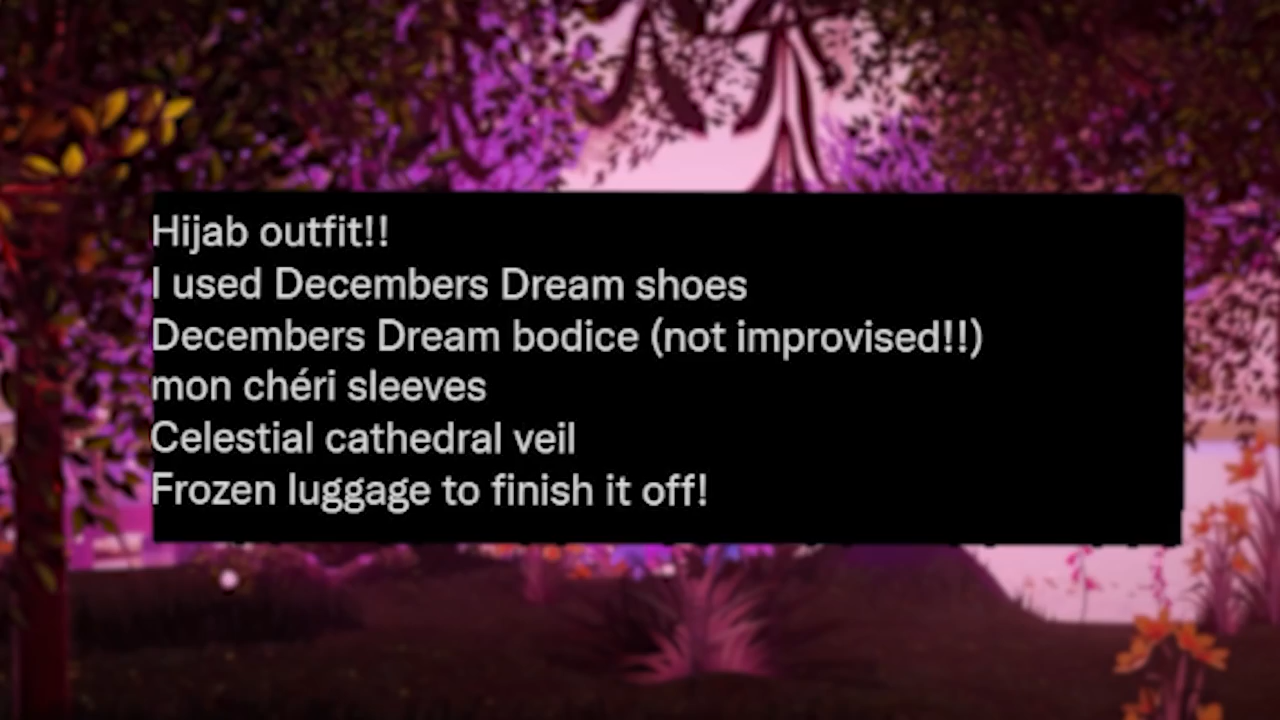 Hijab outfit!!
I used Decembers Dream shoes
Decembers Dream bodice (not improvised!!)
mon chéri sleeves
Celestial cathedral veil
Frozen luggage to finish it off!